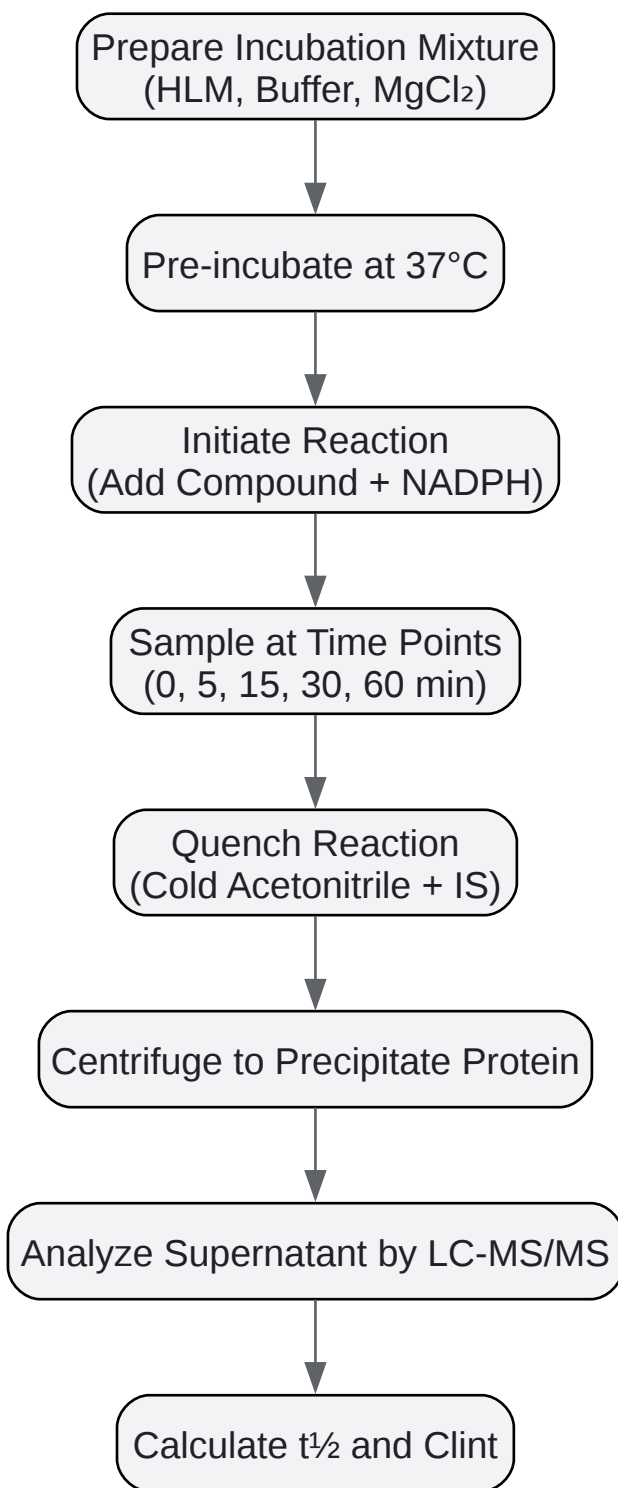 Prepare Incubation Mixture
(HLM, Buffer, MgCl₂)
Pre-incubate at 37°C
Initiate Reaction
(Add Compound + NADPH)
Sample at Time Points
(0, 5, 15, 30, 60 min)
Quench Reaction
(Cold Acetonitrile + IS)
Centrifuge to Precipitate Protein
Analyze Supernatant by LC-MS/MS
Calculate t½ and Clint